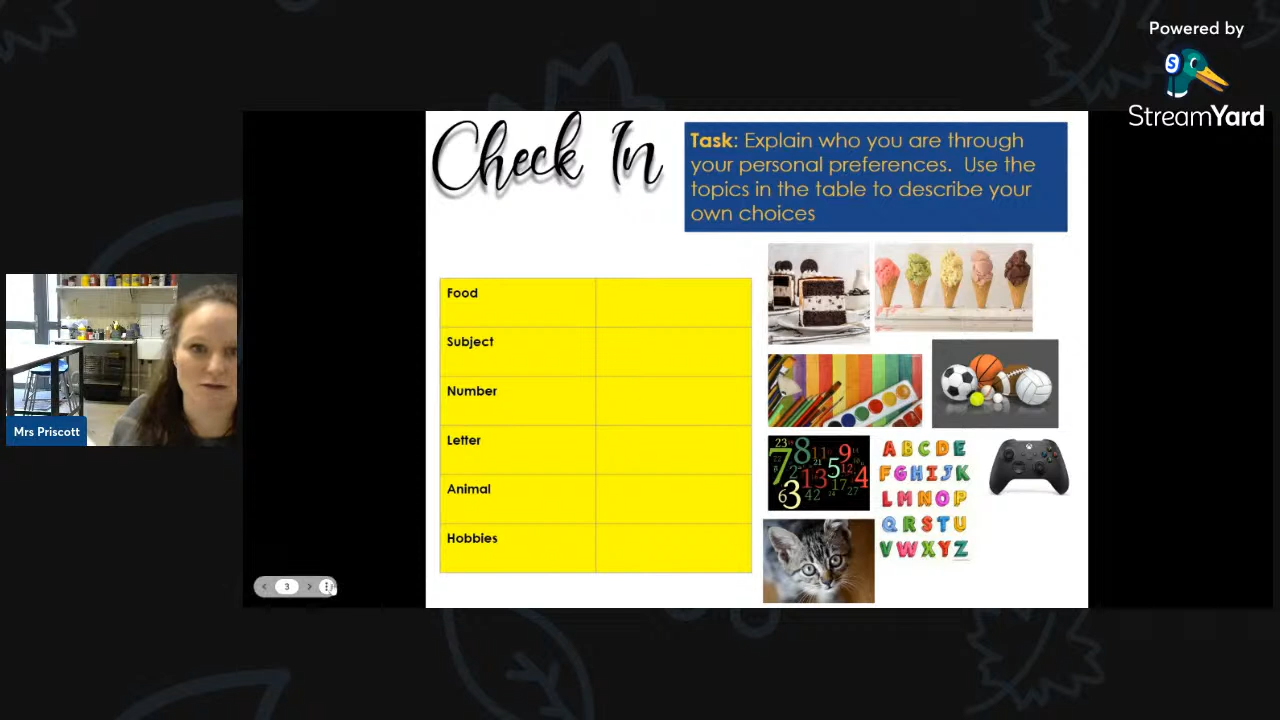 Powered by
StreamYard
Check In
Task: Explain who you are through
your personal preferences. Use the
topics in the table to describe your
own choices
Food
Subject
Number
Letter
Animal
Hobbies
Mrs Priscott
3
A B C D E
F G H I J K
L M N O P
Q R S T U
V W X Y Z